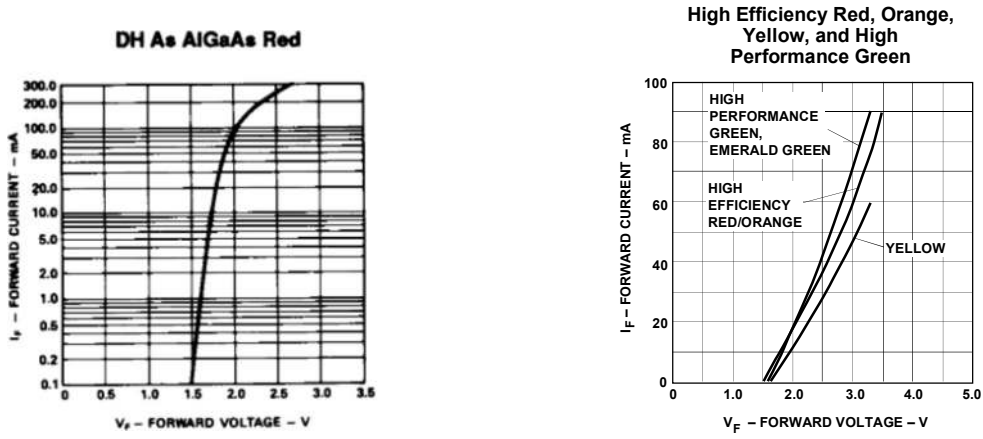 DH As AlGaAs Red
300.0
200.0
100.0
50.0
20.0
10.0
5.0
2.0
1.0
0.5
0.2
0.1
I_F – FORWARD CURRENT – mA
0 0.5 1.0 1.5 2.0 2.5 3.0 3.5
V_F – FORWARD VOLTAGE – V
High Efficiency Red, Orange,
Yellow, and High
Performance Green
100
80
60
40
20
0
I_F – FORWARD CURRENT – mA
HIGH
PERFORMANCE
GREEN,
EMERALD GREEN
HIGH
EFFICIENCY
RED/ORANGE
YELLOW
1.0 2.0 3.0 4.0 5.0
V_F – FORWARD VOLTAGE – V